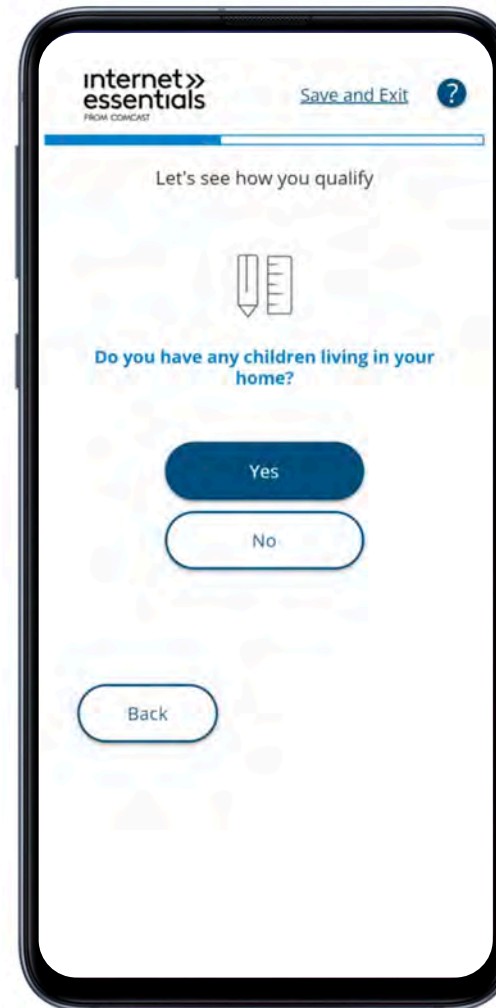 internet»
essentials
FROM COMCAST
Save and Exit
?
Let's see how you qualify
Do you have any children living in your
home?
Yes
No
Back